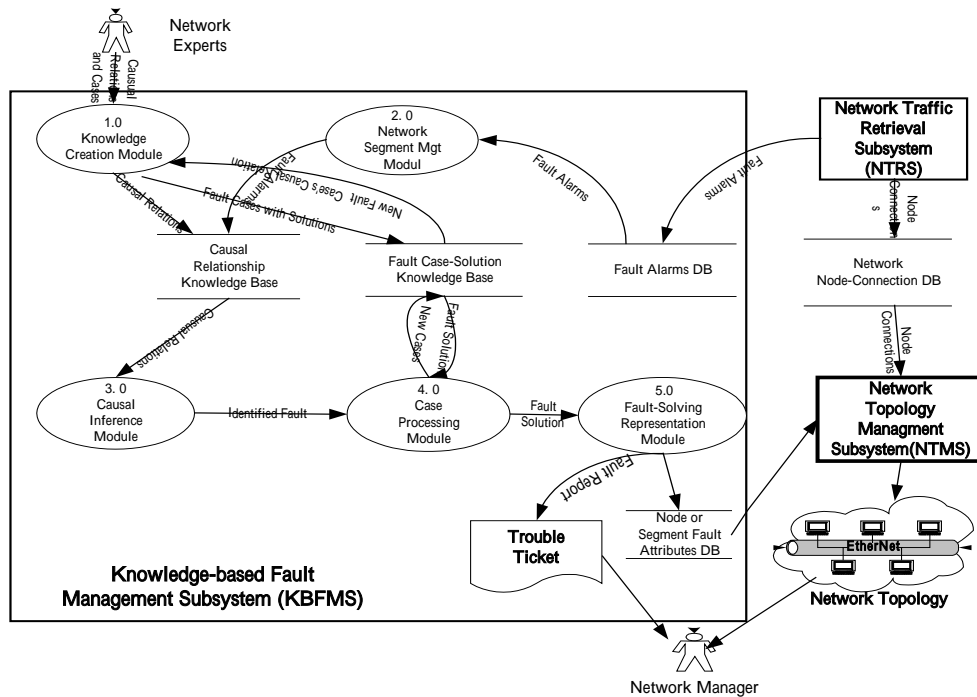 Network
Experts
Causual
Relations
and Cases
1.0
Knowledge
Creation Module
2. 0
Network
Segment Mgt
Modul
Network Traffic
Retrieval
Subsystem
(NTRS)
Fault Alarms
Fault Alarms
Fault Alarms
New Fault Case's Causal Relation
Causal Relations
Fault Cases with Solutions
Node
Connection
s
Causal
Relationship
Knowledge Base
Fault Case-Solution
Knowledge Base
Fault Alarms DB
Network
Node-Connection DB
Causal Relations
New Cases
Fault Solution
Node
Connections
3. 0
Causal
Inference
Module
Identified Fault
4. 0
Case
Processing
Module
Fault
Solution
5.0
Fault-Solving
Representation
Module
Network
Topology
Managment
Subsystem(NTMS)
Fault Report
Trouble
Ticket
Node or
Segment Fault
Attributes DB
EtherNet
Network Topology
Knowledge-based Fault
Management Subsystem (KBFMS)
Network Manager